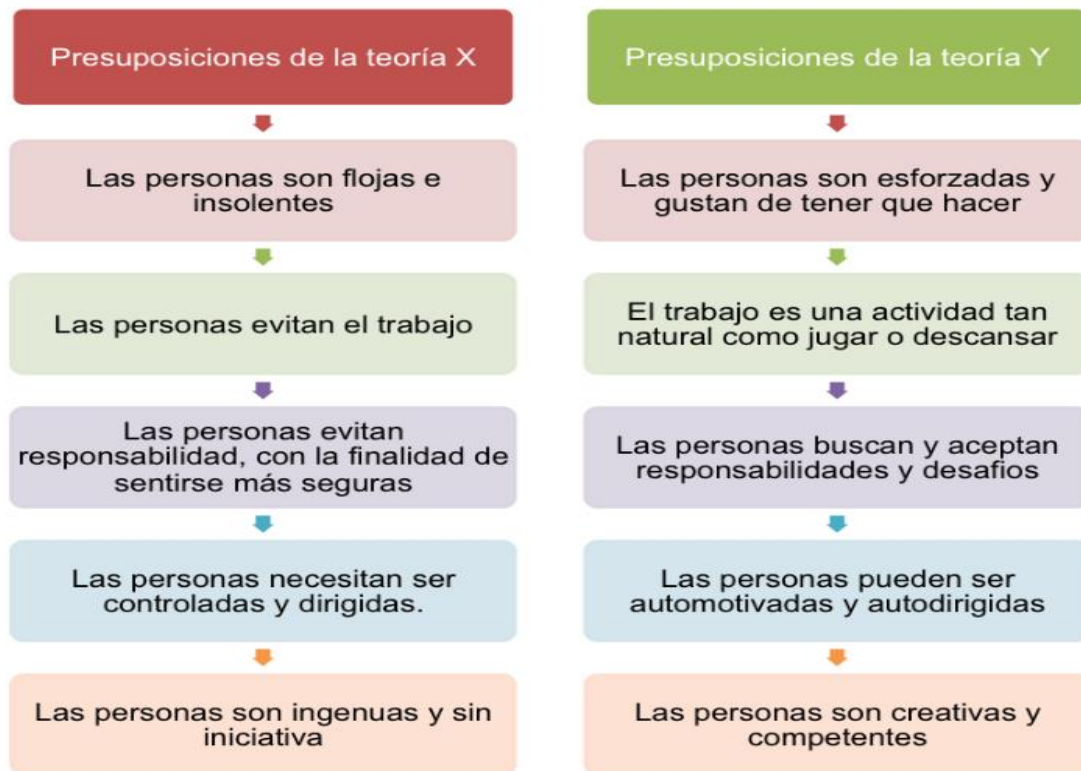 Presuposiciones de la teoría X
Las personas son flojas e
insolentes
Las personas evitan el trabajo
Las personas evitan
responsabilidad, con la finalidad de
sentirse más seguras
Las personas necesitan ser
controladas y dirigidas.
Las personas son ingenuas y sin
iniciativa
Presuposiciones de la teoría Y
Las personas son esforzadas y
gustan de tener que hacer
El trabajo es una actividad tan
natural como jugar o descansar
Las personas buscan y aceptan
responsabilidades y desafios
Las personas pueden ser
automotivadas y autodirigidas
Las personas son creativas y
competentes